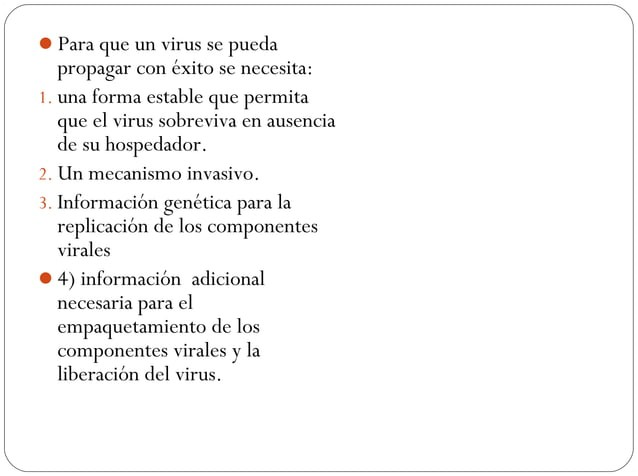 Para que un virus se pueda
propagar con éxito se necesita:
1. una forma estable que permita
que el virus sobreviva en ausencia
de su hospedador.
2. Un mecanismo invasivo.
3. Información genética para la
replicación de los componentes
virales
4) información  adicional
necesaria para el
empaquetamiento de los
componentes virales y la
liberación del virus.